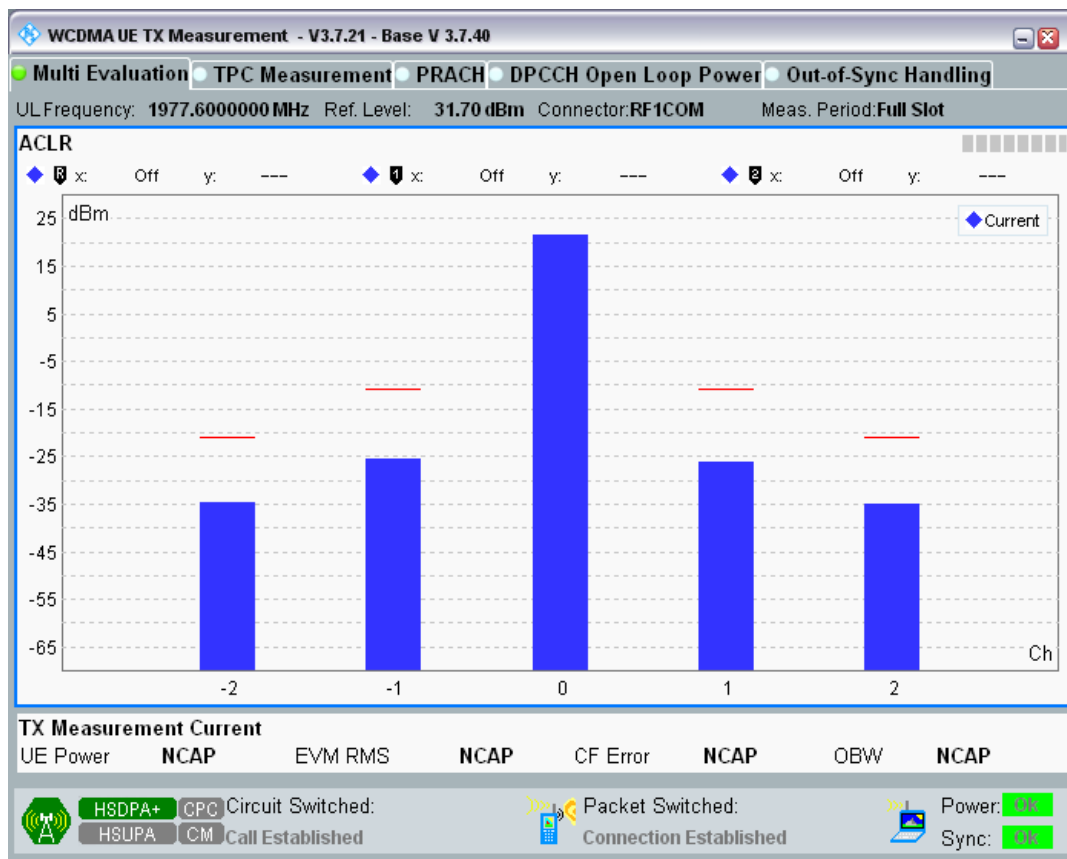 WCDMA UE TX Measurement - V3.7.21 - Base V 3.7.40
Multi Evaluation TPC Measurement PRACH DPCCH Open Loop Power Out-of-Sync Handling
UL Frequency: 1977.6000000 MHz Ref. Level: 31.70 dBm Connector:RF1COM Meas. Period:Full Slot
ACLR
R x: Off y: --- 1 x: Off y: --- 2 x: Off y: ---
dBm
Current
25
15
5
-5
-15
-25
-35
-45
-55
-65
Ch
-2 -1 0 1 2
TX Measurement Current
UE Power NCAP EVM RMS NCAP CF Error NCAP OBW NCAP
HSDPA+ CPC Circuit Switched: Packet Switched: Power: Ok
HSUPA CM Call Established Connection Established Sync: Ok